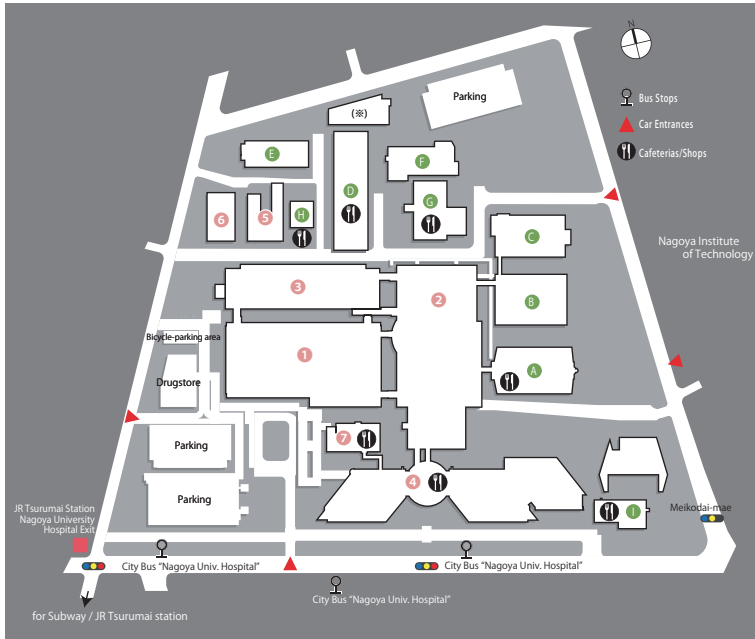 N
Bus Stops
Car Entrances
Cafeterias/Shops
Parking
(※)
E
F
D
G
6
5
H
C
Nagoya Institute
of Technology
3
2
B
Bicycle-parking area
1
A
Drugstore
7
Parking
4
Parking
I
Meikodai-mae
JR Tsurumai Station
Nagoya University
Hospital Exit
City Bus “Nagoya Univ. Hospital”
City Bus “Nagoya Univ. Hospital”
City Bus “Nagoya Univ. Hospital”
for Subway / JR Tsurumai station